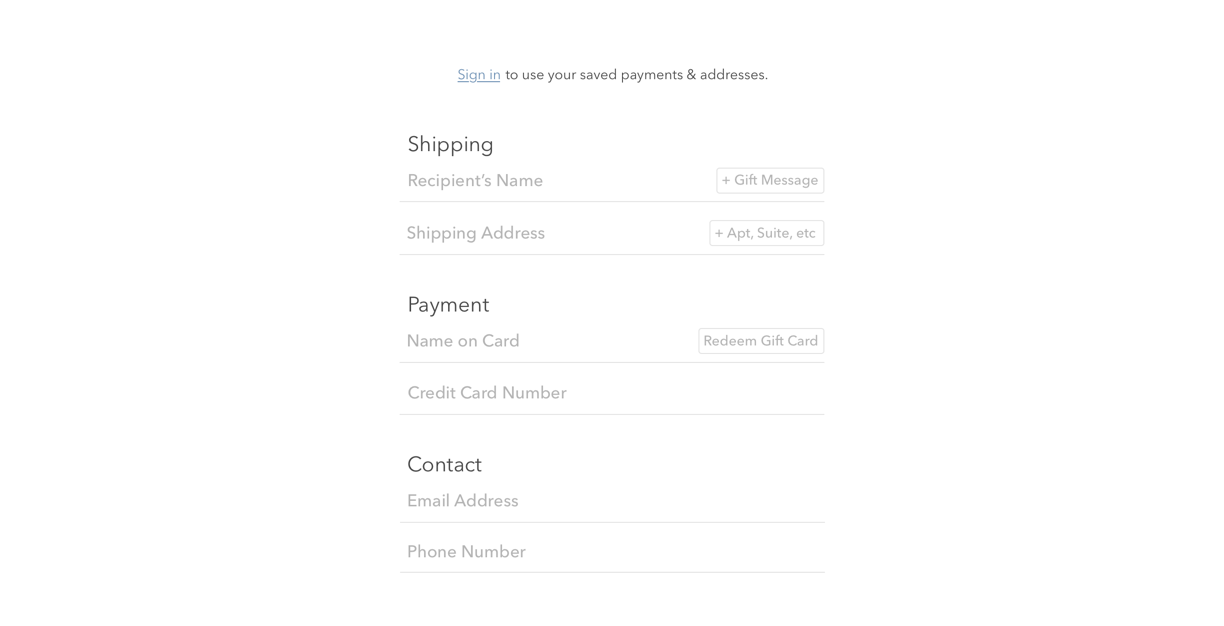 Sign in to use your saved payments & addresses.
Shipping
Recipient’s Name
+ Gift Message
Shipping Address
+ Apt, Suite, etc
Payment
Name on Card
Redeem Gift Card
Credit Card Number
Contact
Email Address
Phone Number